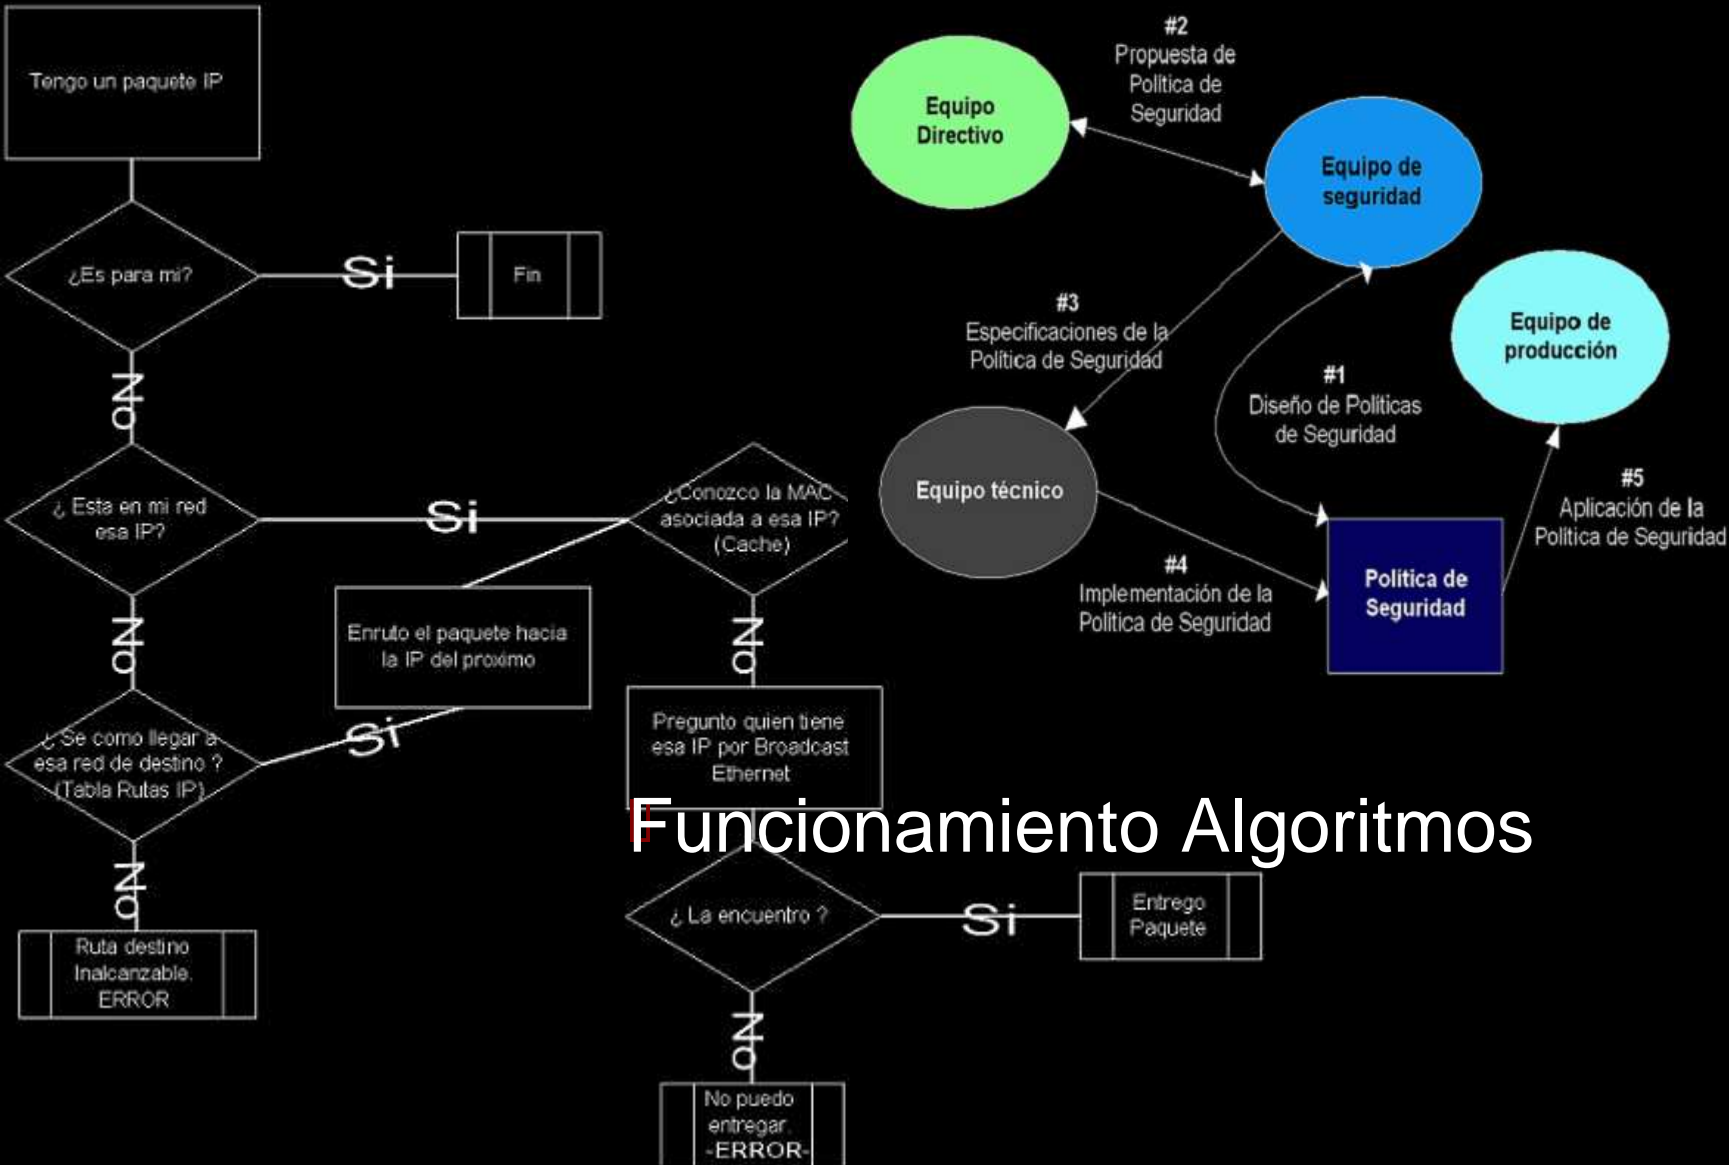 Tengo un paquete IP
¿Es para mi?
Si
Fin
No
¿ Esta en mi red
esa IP?
Si
¿Conozco la MAC
asociada a esa IP?
(Cache)
No
Enruto el paquete hacia
la IP del proximo
No
¿ Se como llegar a
esa red de destino ?
(Tabla Rutas IP)
Si
Pregunto quien tiene
esa IP por Broadcast
Ethernet
No
Ruta destino
Inalcanzable.
ERROR
¿ La encuentro ?
Si
Entrego
Paquete
No
No puedo
entregar.
-ERROR-
Funcionamiento Algoritmos
#2
Propuesta de
Política de
Seguridad
Equipo
Directivo
Equipo de
seguridad
#3
Especificaciones de la
Política de Seguridad
#1
Diseño de Políticas
de Seguridad
Equipo de
producción
Equipo técnico
#4
Implementación de la
Política de Seguridad
Política de
Seguridad
#5
Aplicación de la
Política de Seguridad